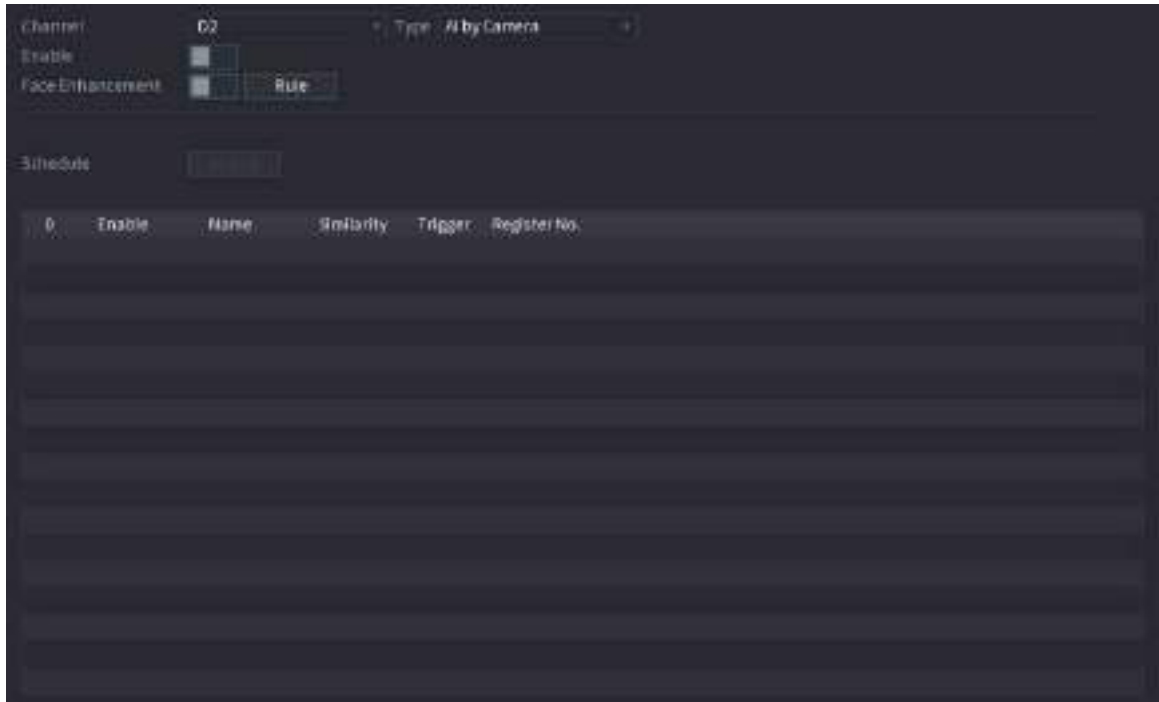 Channel D2 Type AI by Camera
Enable
Face Enhancement Rule
Schedule
0 Enable Name Similarity Trigger Register No.